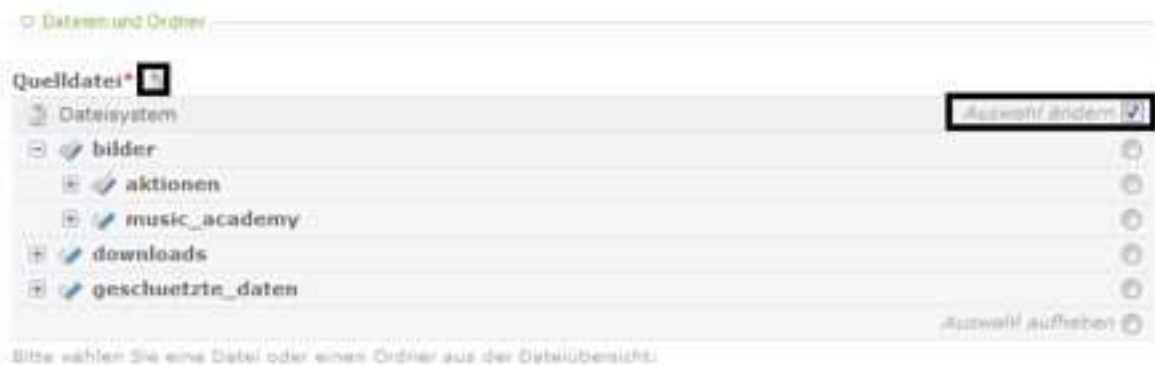 Dateien und Ordner
Quelldatei*
Dateisystem Auswahl ändern
bilder
aktionen
music_academy
downloads
geschuetzte_daten
Auswahl aufheben
Bitte wählen Sie eine Datei oder einen Ordner aus der Dateiübersicht.